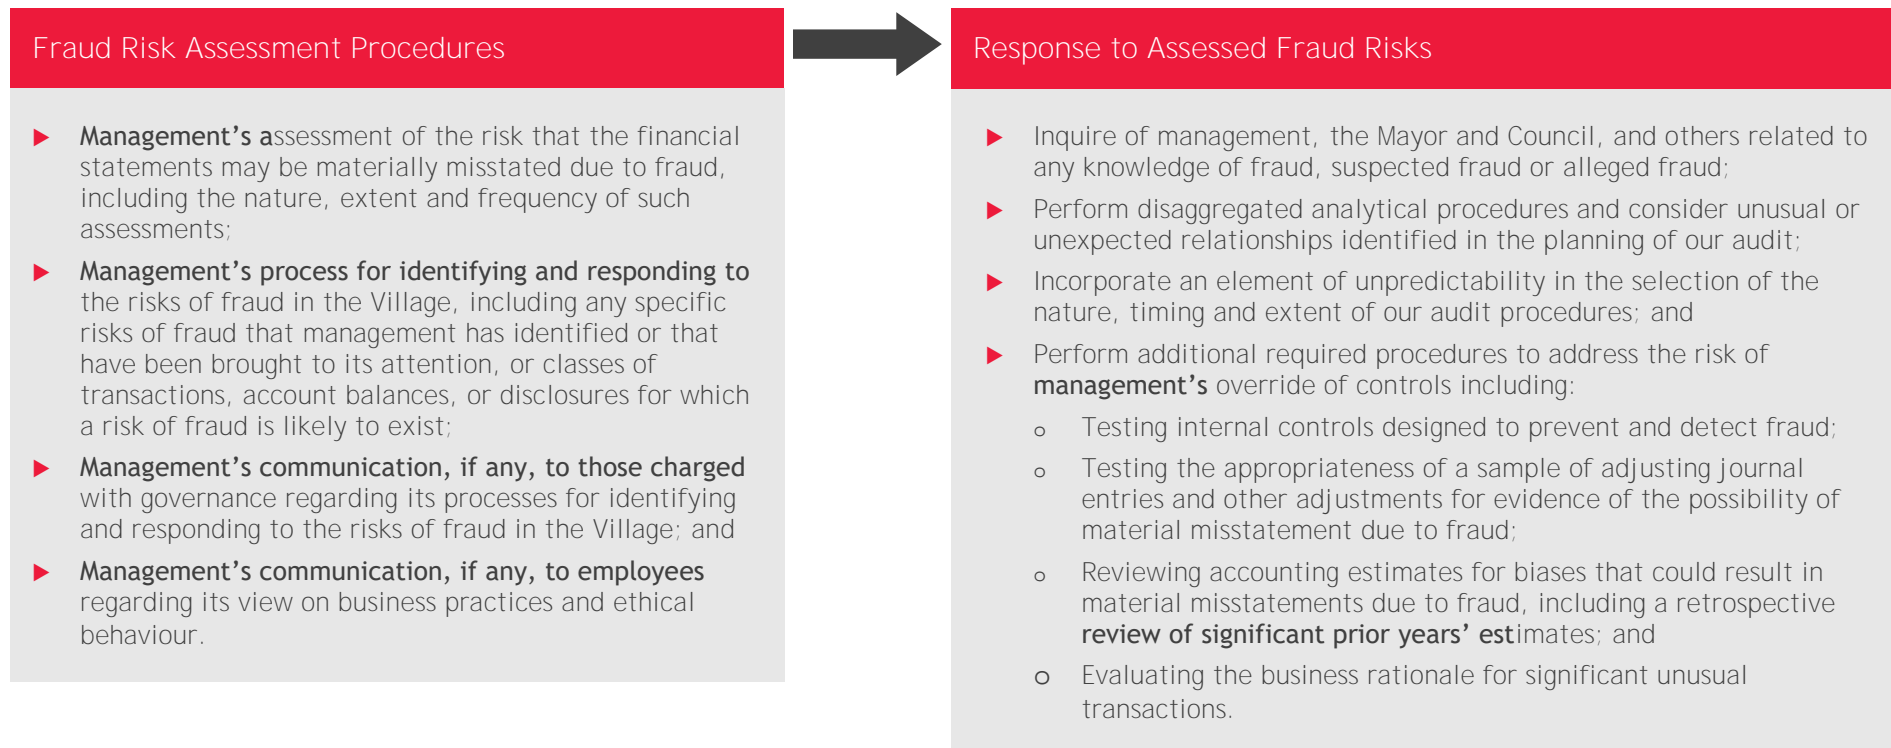 Fraud Risk Assessment Procedures
▶ Management’s assessment of the risk that the financial
statements may be materially misstated due to fraud,
including the nature, extent and frequency of such
assessments;
▶ Management’s process for identifying and responding to
the risks of fraud in the Village, including any specific
risks of fraud that management has identified or that
have been brought to its attention, or classes of
transactions, account balances, or disclosures for which
a risk of fraud is likely to exist;
▶ Management’s communication, if any, to those charged
with governance regarding its processes for identifying
and responding to the risks of fraud in the Village; and
▶ Management’s communication, if any, to employees
regarding its view on business practices and ethical
behaviour.
Response to Assessed Fraud Risks
▶ Inquire of management, the Mayor and Council, and others related to
any knowledge of fraud, suspected fraud or alleged fraud;
▶ Perform disaggregated analytical procedures and consider unusual or
unexpected relationships identified in the planning of our audit;
▶ Incorporate an element of unpredictability in the selection of the
nature, timing and extent of our audit procedures; and
▶ Perform additional required procedures to address the risk of
management’s override of controls including:
o Testing internal controls designed to prevent and detect fraud;
o Testing the appropriateness of a sample of adjusting journal
entries and other adjustments for evidence of the possibility of
material misstatement due to fraud;
o Reviewing accounting estimates for biases that could result in
material misstatements due to fraud, including a retrospective
review of significant prior years’ estimates; and
o Evaluating the business rationale for significant unusual
transactions.